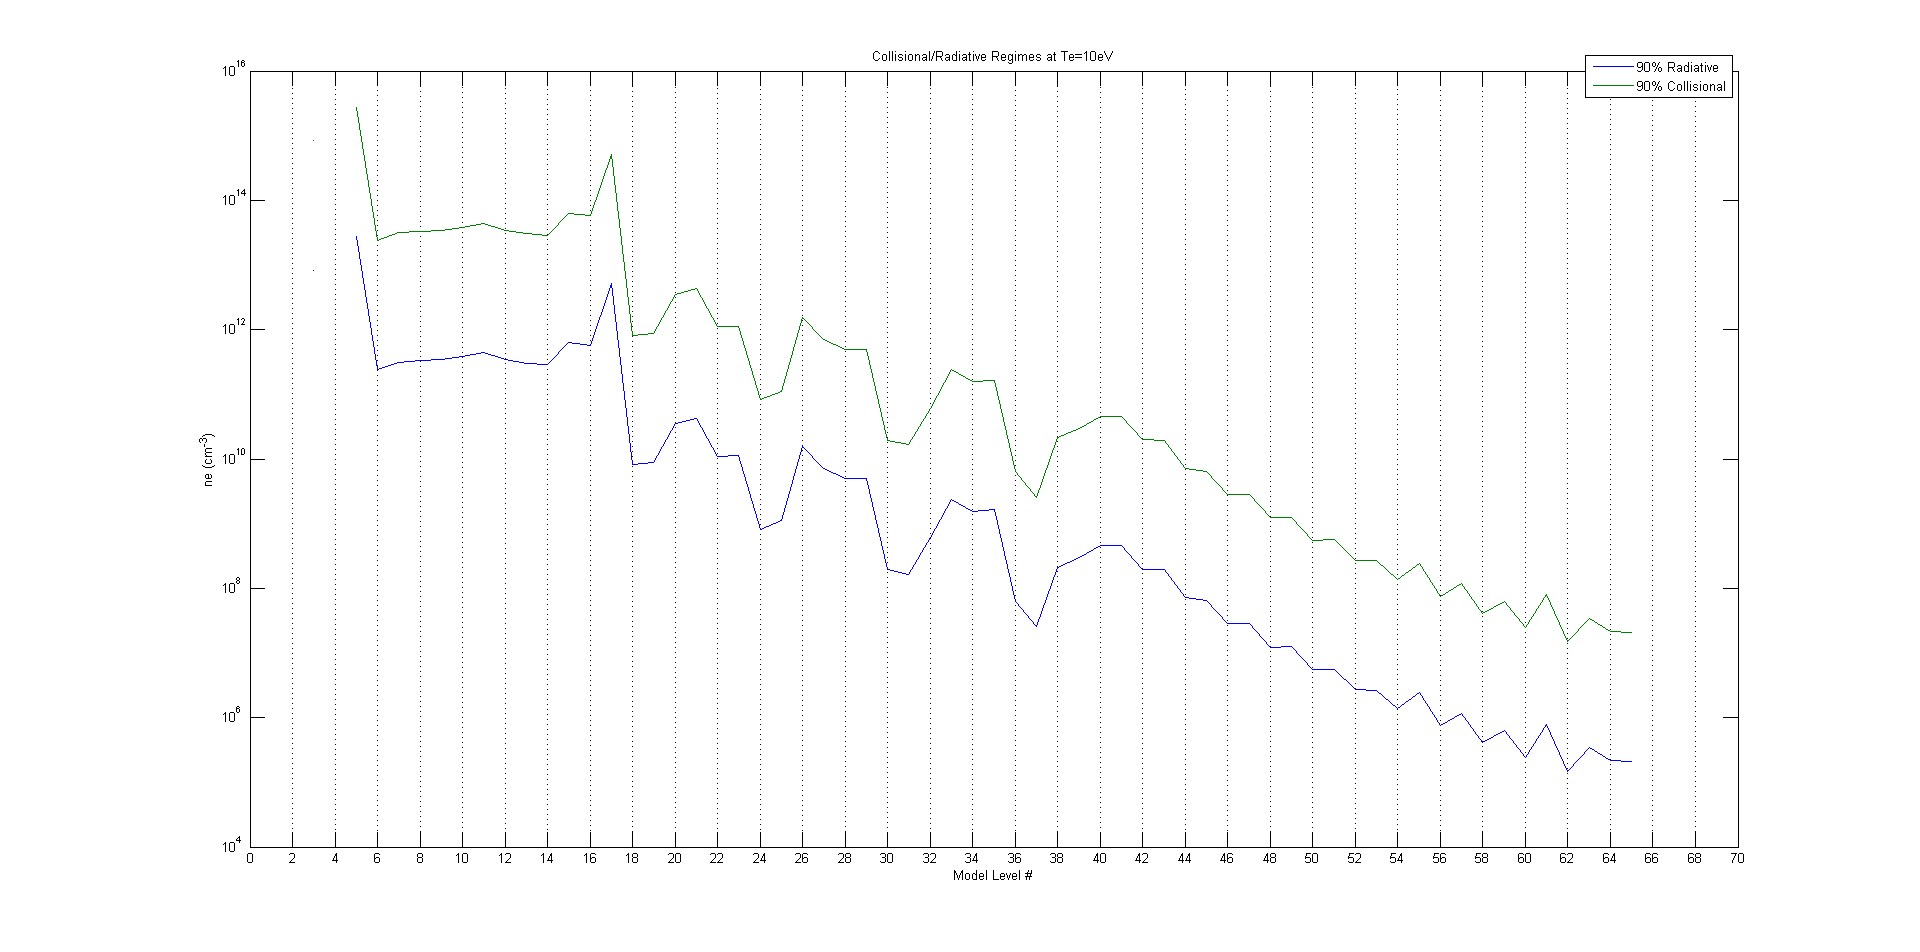 Collisional/Radiative Regimes at Te=10eV
90% Radiative
90% Collisional
10^16
10^14
10^12
10^10
10^8
10^6
10^4
ne (cm^-3)
0 2 4 6 8 10 12 14 16 18 20 22 24 26 28 30 32 34 36 38 40 42 44 46 48 50 52 54 56 58 60 62 64 66 68 70
Model Level #